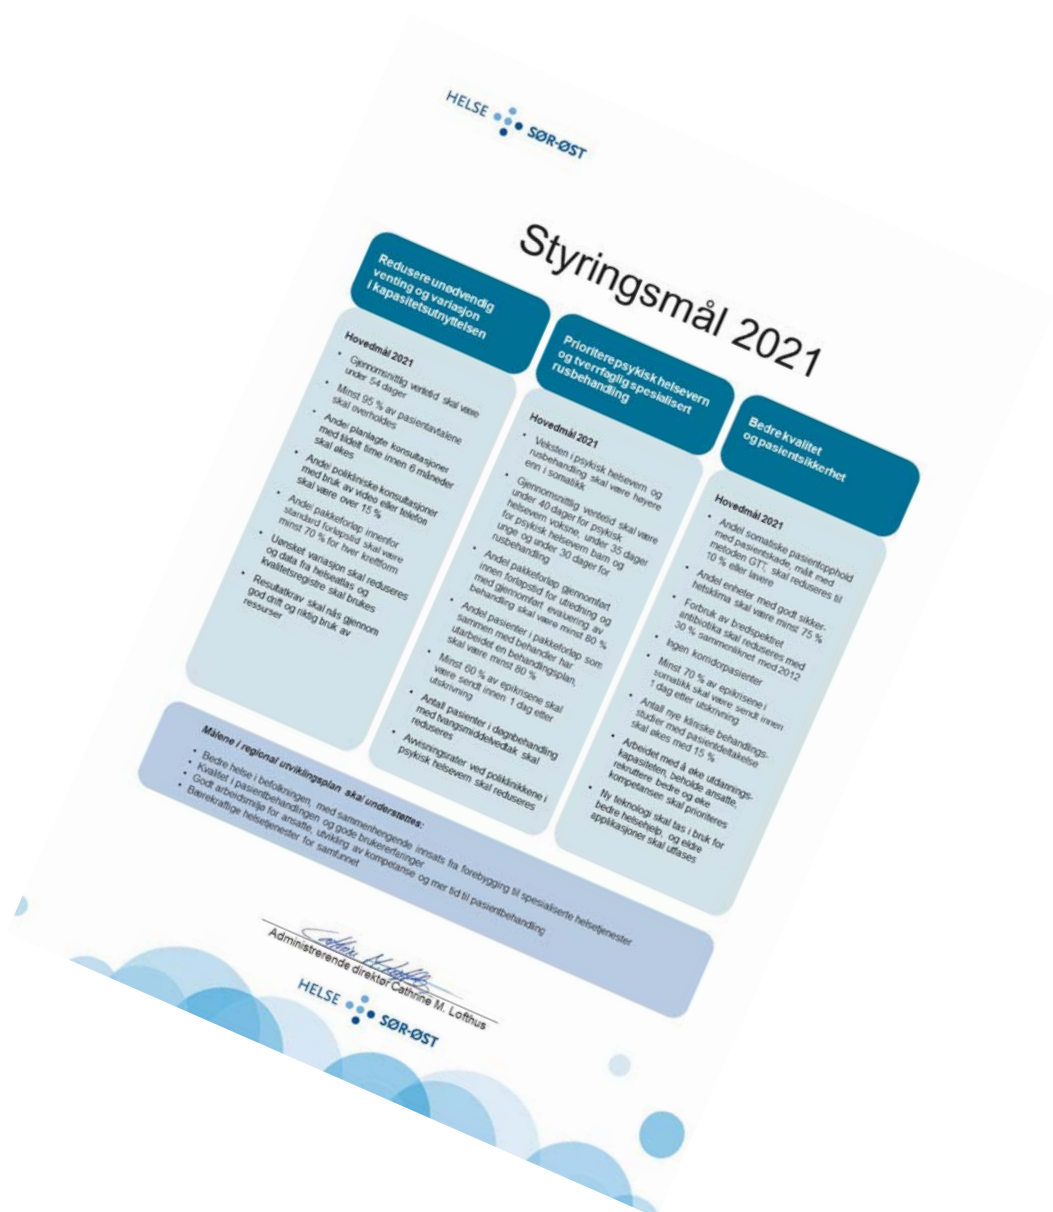 HELSE SØR-ØST
Styringsmål 2021
Redusere unødvendig
venting og variasjon
i kapasitetsutnyttelsen
Hovedmål 2021
• Gjennomsnittlig ventetid skal være
under 54 dager
• Minst 95 % av pasientavtalene
skal overholdes
• Andel planlagte konsultasjoner
med tildelt time innen 6 måneder
skal økes
• Andel polikliniske konsultasjoner
med bruk av video eller telefon
skal være over 15 %
• Andel pakkeforløp innenfor
standard forløpstid skal være
minst 70 % for hver kreftform
• Uønsket variasjon skal reduseres
og data fra helseatlas og
kvalitetsregistre skal brukes
• Resultatkrav skal nås gjennom
god drift og riktig bruk av
ressurser
Prioritere psykisk helsevern
og tverrfaglig spesialisert
rusbehandling
Hovedmål 2021
• Veksten i psykisk helsevern og
rusbehandling skal være høyere
enn i somatikk
• Gjennomsnittlig ventetid skal være
under 40 dager for psykisk
helsevern voksne, under 35 dager
for psykisk helsevern barn og
unge og under 30 dager for
rusbehandling
• Andel pakkeforløp gjennomført
innen forløpstid for utredning og
med gjennomført evaluering av
behandling skal være minst 80 %
• Andel pasienter i pakkeforløp som
sammen med behandler har
utarbeidet en behandlingsplan,
skal være minst 80 %
• Minst 60 % av epikrisene skal
være sendt innen 1 dag etter
utskrivning
• Antall pasienter i døgnbehandling
med tvangsmiddelvedtak skal
reduseres
• Avvisningsrater ved poliklinikkene i
psykisk helsevern skal reduseres
Bedre kvalitet
og pasientsikkerhet
Hovedmål 2021
• Andel somatiske pasientopphold
med pasientskade, målt med
metoden GTT, skal reduseres til
10 % eller lavere
• Andel enheter med godt sikker-
hetsklima skal være minst 75 %
• Forbruk av bredspektret
antibiotika skal reduseres med
30 % sammenliknet med 2012
• Ingen korridorpasienter
• Minst 70 % av epikrisene i
somatikk skal være sendt innen
1 dag etter utskrivning
• Antall nye kliniske behandlings-
studier med pasientdeltakelse
skal økes med 15 %
• Arbeidet med å øke utdannings-
kapasiteten, beholde ansatte,
rekruttere bedre og øke
kompetansen skal prioriteres
• Ny teknologi skal tas i bruk for
bedre helsehjelp, og eldre
applikasjoner skal utfases
Målene i regional utviklingsplan skal understøttes:
• Bedre helse i befolkningen, med sammenhengende innsats fra forebygging til spesialiserte helsetjenester
• Kvalitet i pasientbehandlingen og gode brukererfaringer
• Godt arbeidsmiljø for ansatte, utvikling av kompetanse og mer tid til pasientbehandling
• Bærekraftige helsetjenester for samfunnet
Administrerende direktør Cathrine M. Lofthus
HELSE SØR-ØST